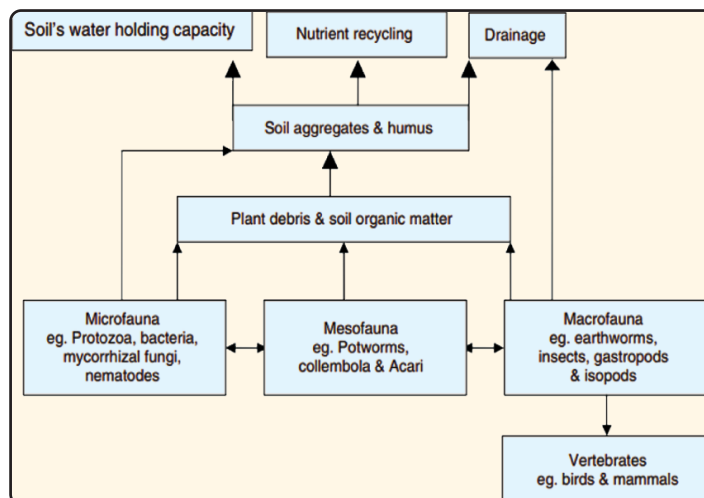 Soil's water holding capacity
Nutrient recycling
Drainage
Soil aggregates & humus
Plant debris & soil organic matter
Microfauna
eg. Protozoa, bacteria,
mycorrhizal fungi,
nematodes
Mesofauna
eg. Potworms,
collembola & Acari
Macrofauna
eg. earthworms,
insects, gastropods
& isopods
Vertebrates
eg. birds & mammals